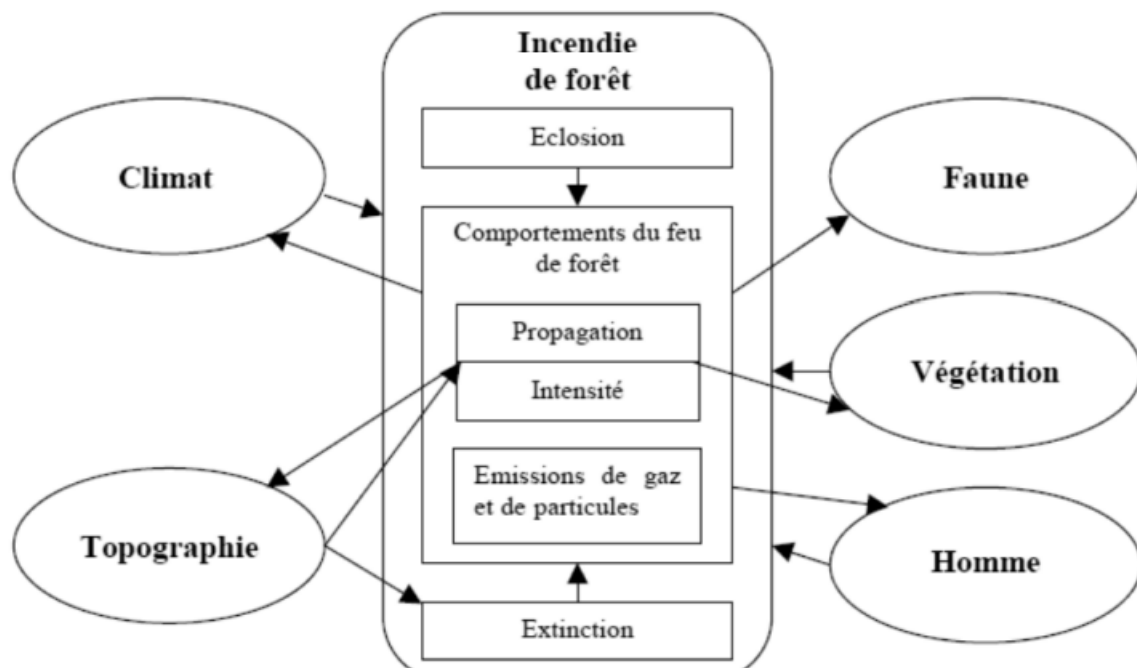 Incendie
de forêt
Eclosion
Climat
Faune
Comportements du feu
de forêt
Propagation
Végétation
Intensité
Emissions de gaz
et de particules
Topographie
Homme
Extinction